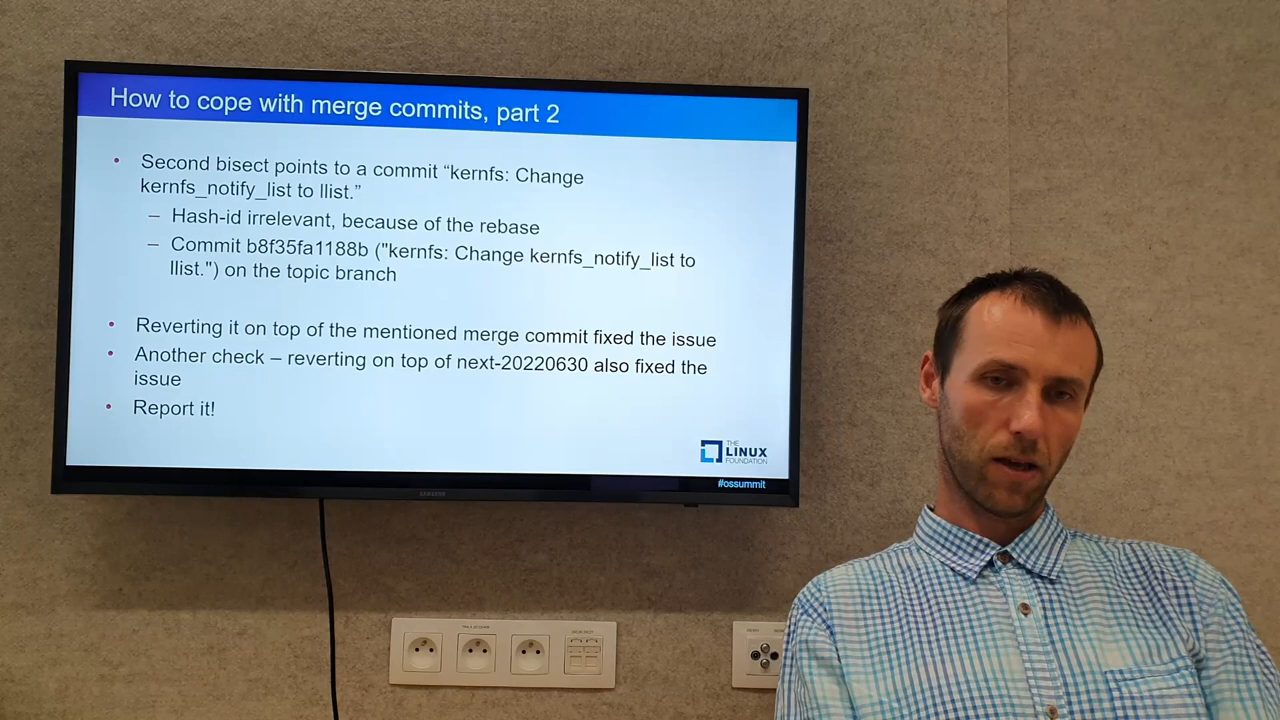 How to cope with merge commits, part 2
• Second bisect points to a commit “kernfs: Change
kernfs_notify_list to llist.”
– Hash-id irrelevant, because of the rebase
– Commit b8f35fa1188b ("kernfs: Change kernfs_notify_list to
llist.") on the topic branch
• Reverting it on top of the mentioned merge commit fixed the issue
• Another check – reverting on top of next-20220630 also fixed the
issue
• Report it!
THE
LINUX
FOUNDATION
#ossummit
SAMSUNG